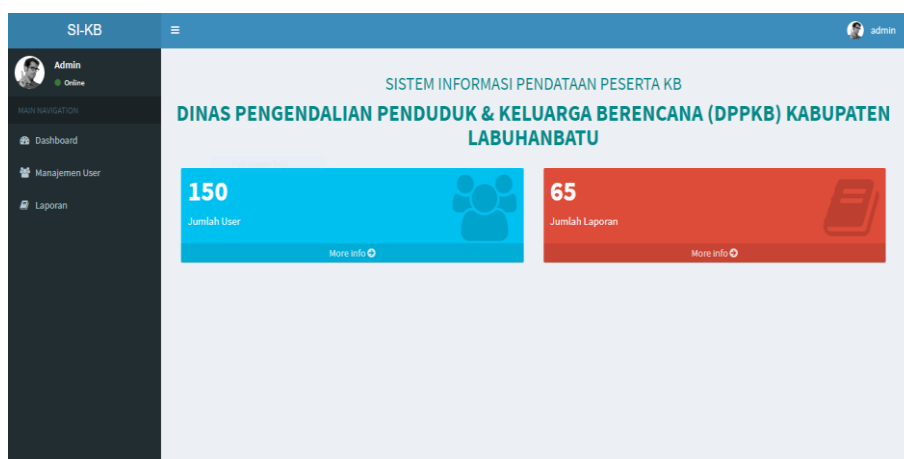 SI-KB
admin
Admin
Online
MAIN NAVIGATION
Dashboard
Manajemen User
Laporan
SISTEM INFORMASI PENDATAAN PESERTA KB
DINAS PENGENDALIAN PENDUDUK & KELUARGA BERENCANA (DPPKB) KABUPATEN
LABUHANBATU
150
Jumlah User
More info
65
Jumlah Laporan
More info